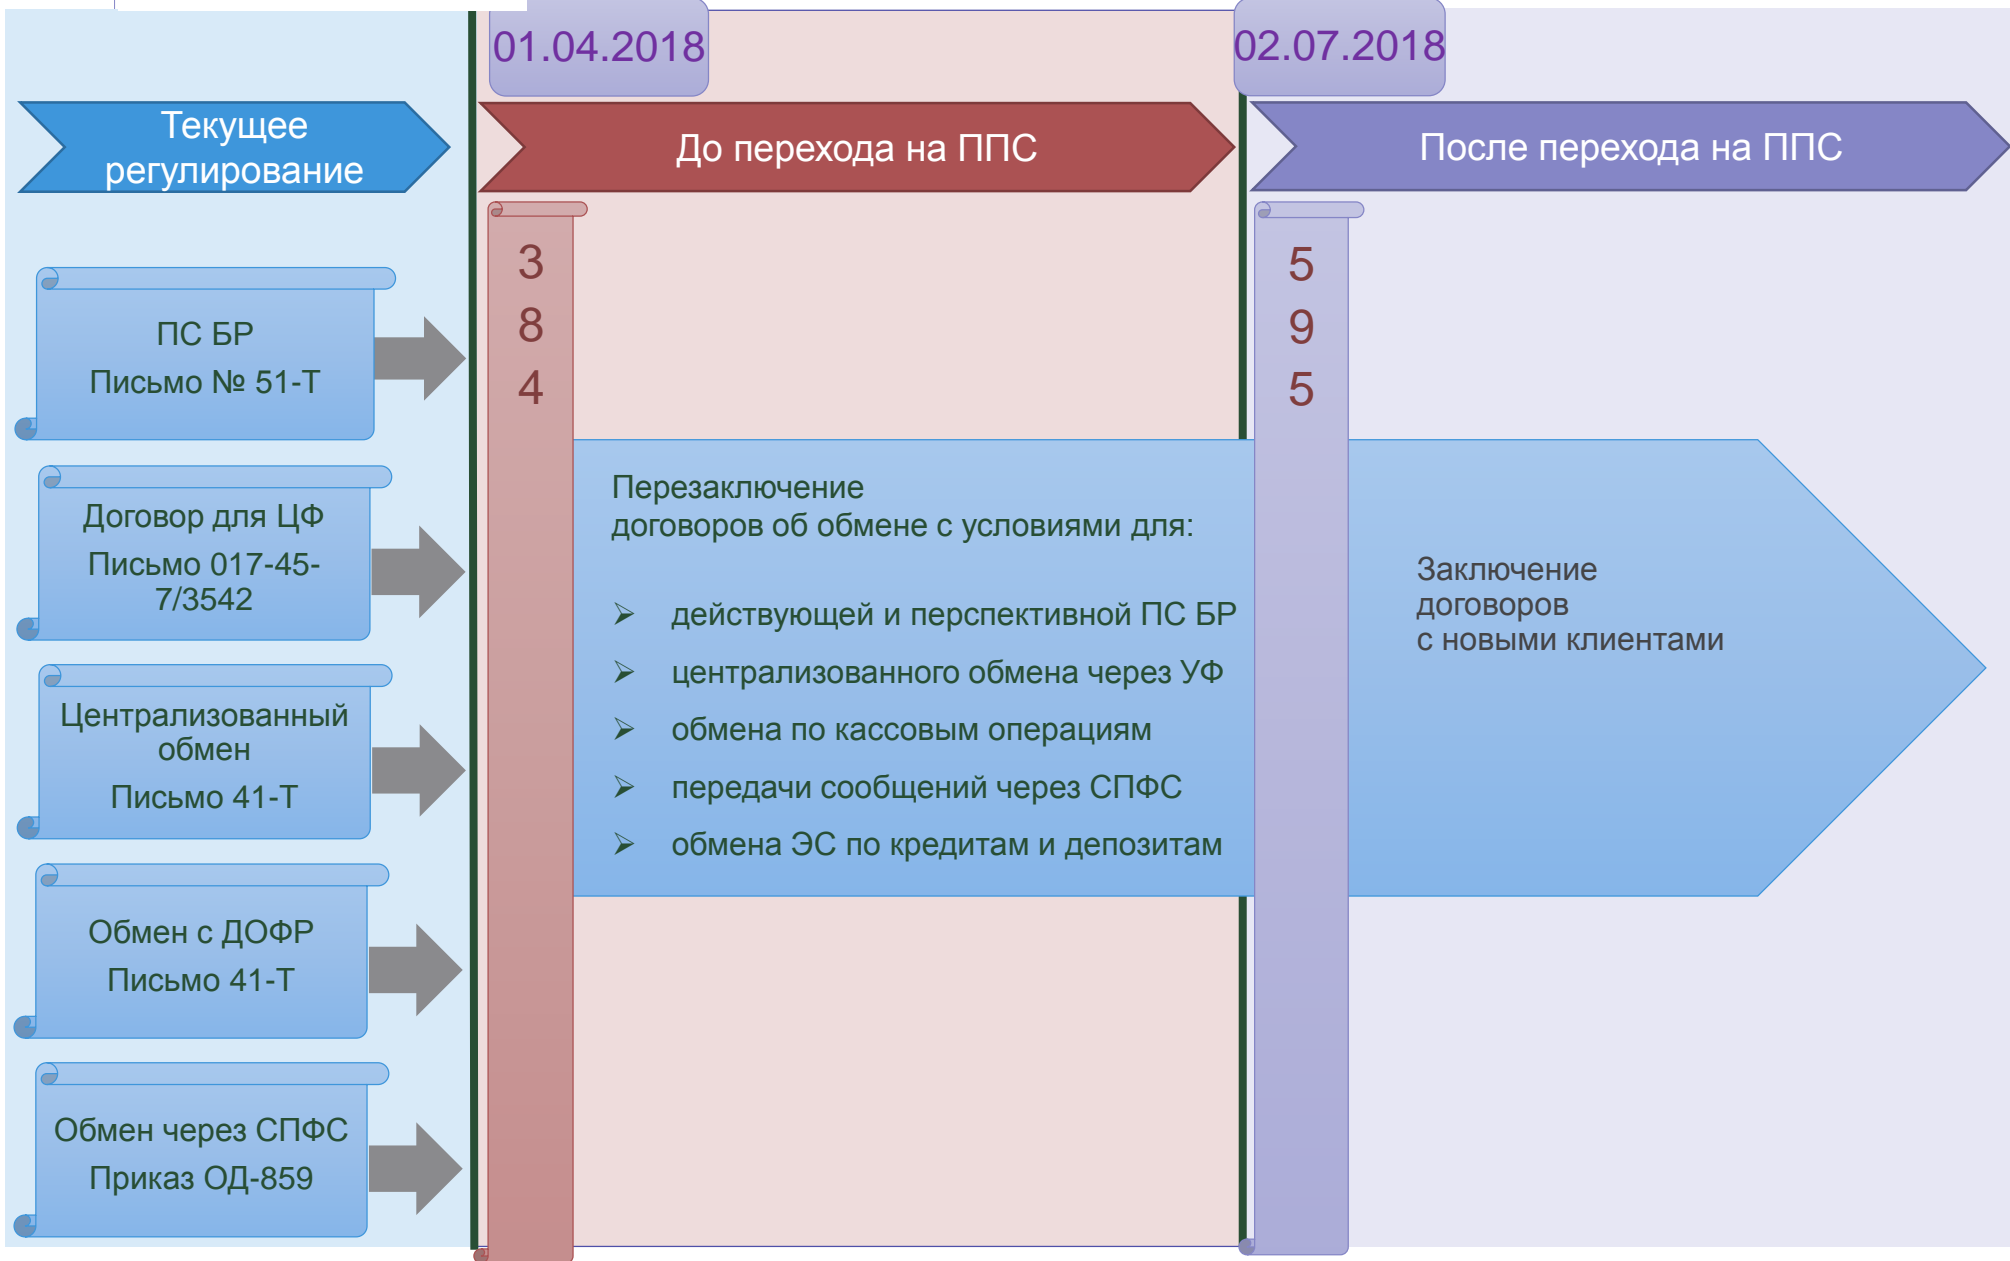 01.04.2018
02.07.2018
Текущее
регулирование
До перехода на ППС
После перехода на ППС
ПС БР
Письмо № 51-Т
Договор для ЦФ
Письмо 017-45-
7/3542
Централизованный
обмен
Письмо 41-Т
Обмен с ДОФР
Письмо 41-Т
Обмен через СПФС
Приказ ОД-859
3
8
4
Перезаключение
договоров об обмене с условиями для:
➢ действующей и перспективной ПС БР
➢ централизованного обмена через УФ
➢ обмена по кассовым операциям
➢ передачи сообщений через СПФС
➢ обмена ЭС по кредитам и депозитам
5
9
5
Заключение
договоров
с новыми клиентами